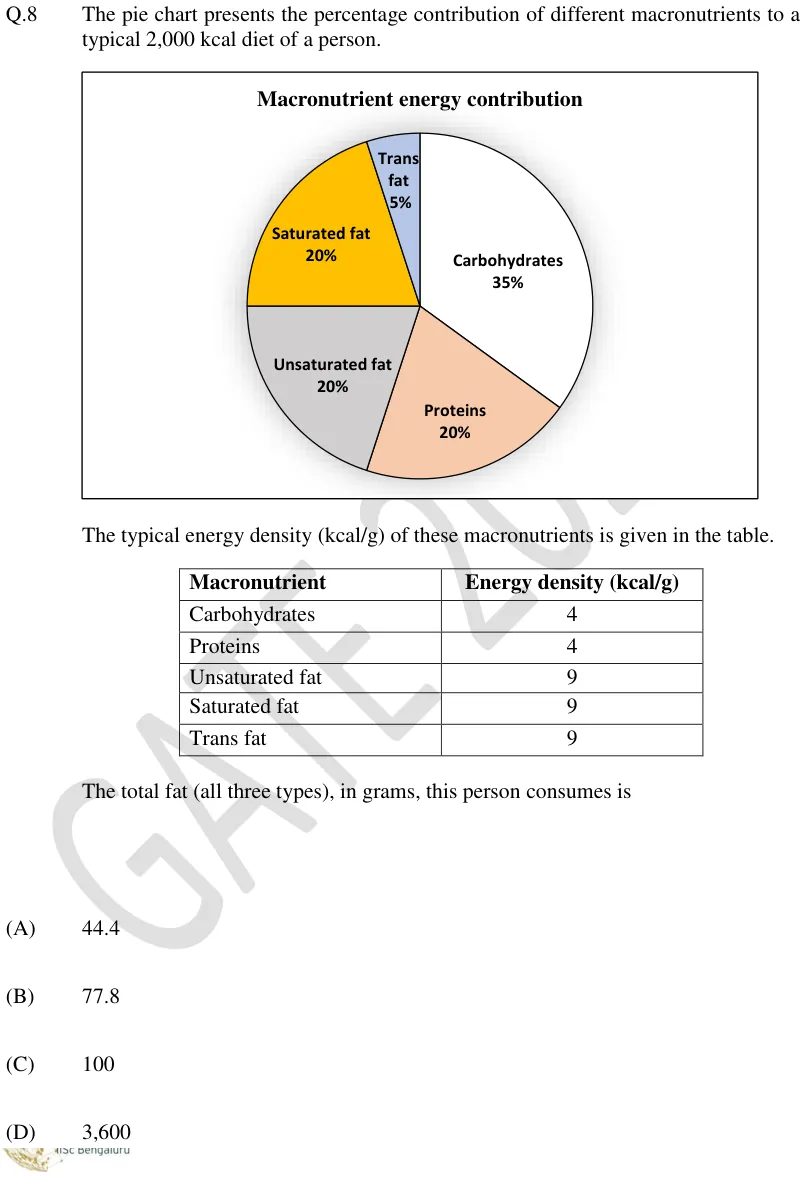 Q.8 The pie chart presents the percentage contribution of different macronutrients to a
typical 2,000 kcal diet of a person.
Macronutrient energy contribution
Trans
fat
5%
Saturated fat
20%
Carbohydrates
35%
Unsaturated fat
20%
Proteins
20%
The typical energy density (kcal/g) of these macronutrients is given in the table.
Macronutrient Energy density (kcal/g)
Carbohydrates 4
Proteins 4
Unsaturated fat 9
Saturated fat 9
Trans fat 9
The total fat (all three types), in grams, this person consumes is
(A) 44.4
(B) 77.8
(C) 100
(D) 3,600
IISc Bengaluru
GATE 20